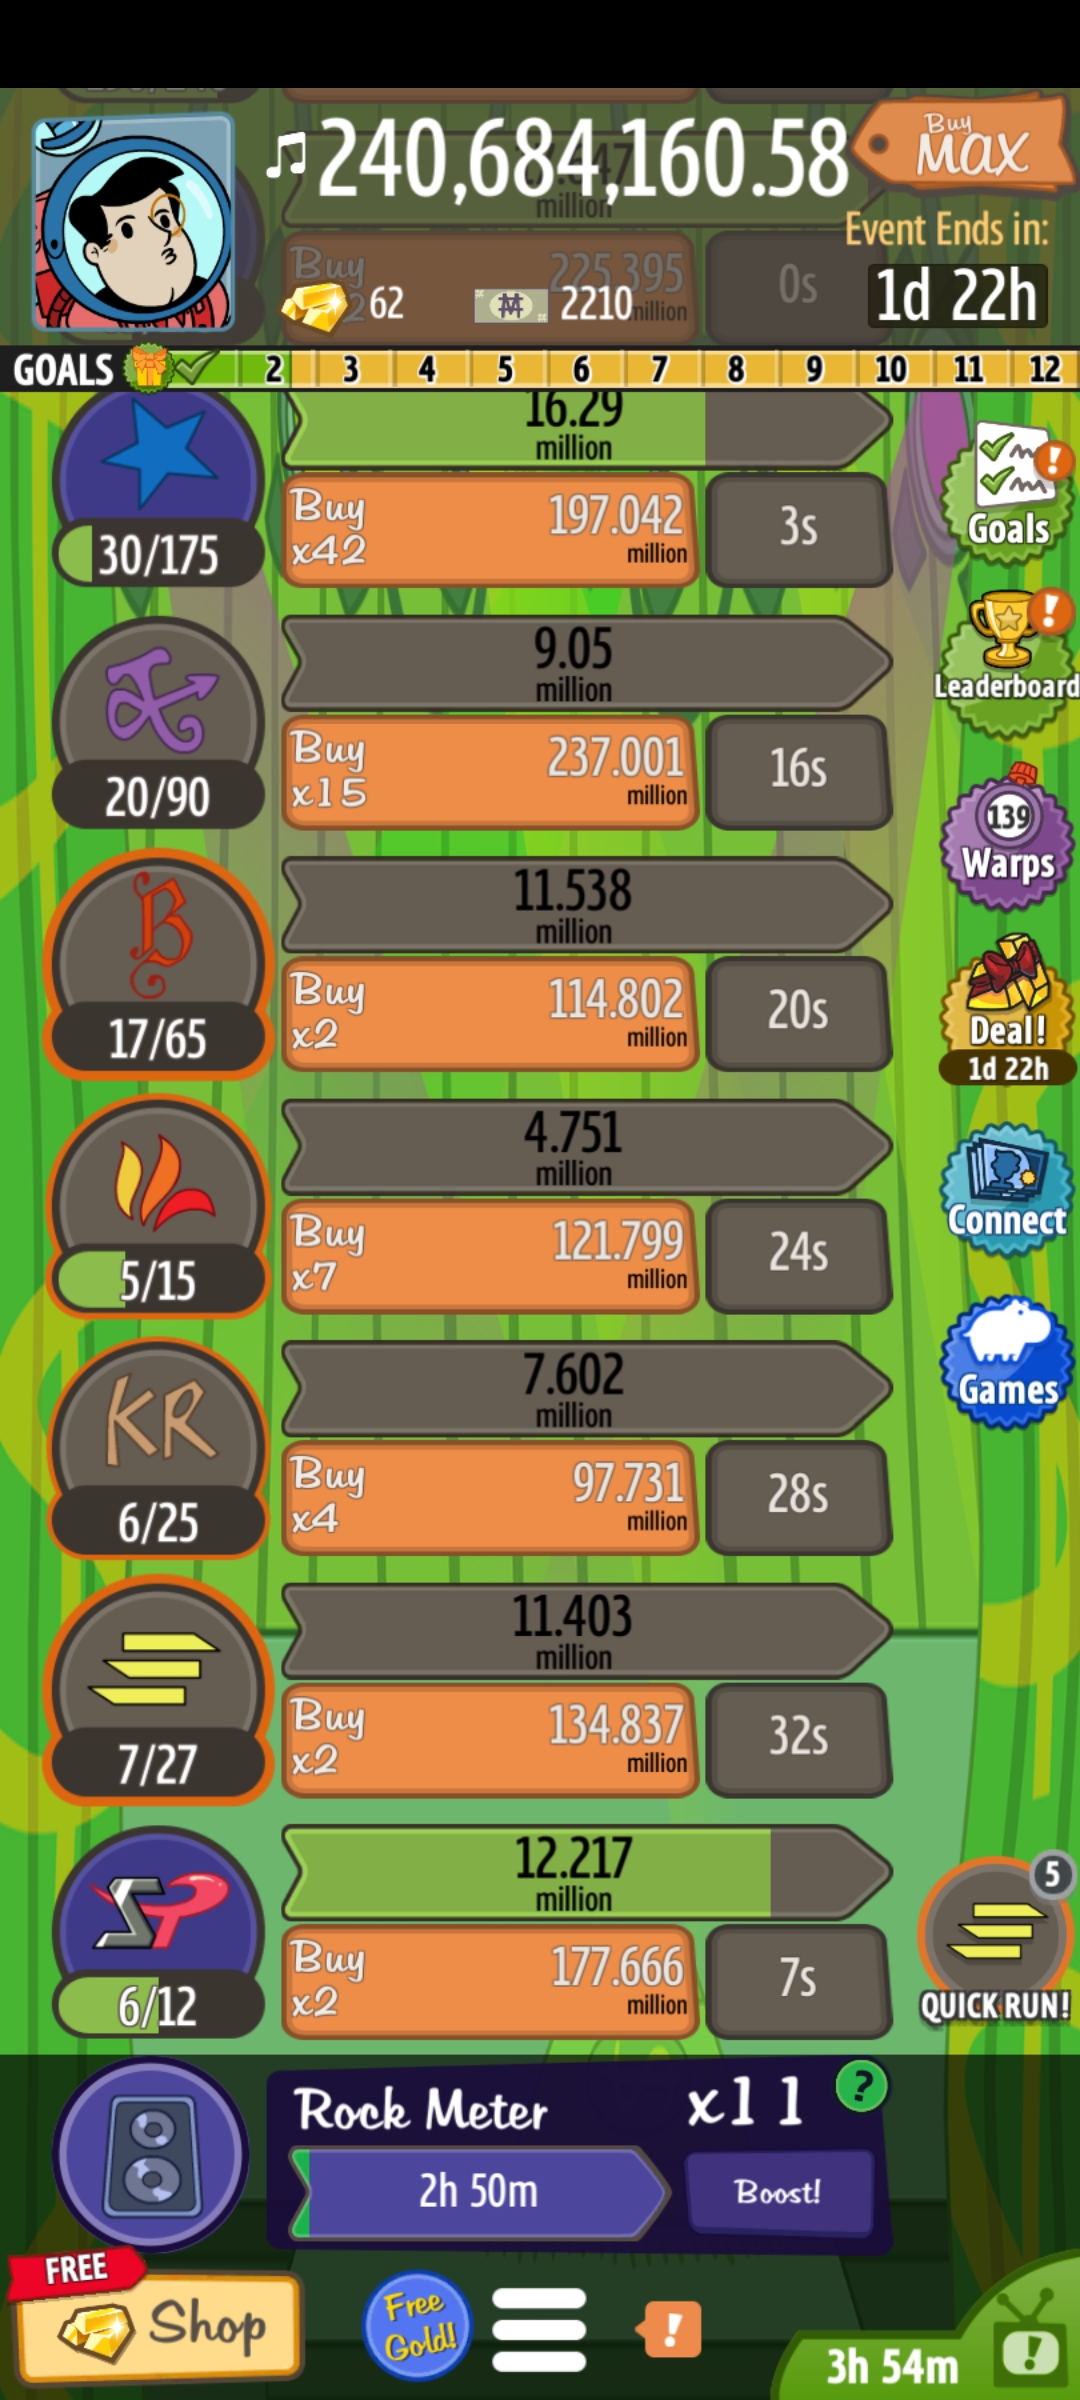 240,684,160.58
Buy
MAX
million
Event Ends in:
Buy
225.395
0s
62
2210
million
1d 22h
GOALS 2 3 4 5 6 7 8 9 10 11 12
16.29
million
Buy
x42
197.042
million
3s
30/175
Goals
9.05
million
Leaderboard
Buy
x15
237.001
million
16s
20/90
139
Warps
11.538
million
B
Buy
x2
114.802
million
20s
17/65
Deal!
1d 22h
4.751
million
Buy
x7
121.799
million
24s
5/15
Connect
7.602
million
KR
Buy
x4
97.731
million
28s
6/25
Games
11.403
million
Buy
x2
134.837
million
32s
7/27
12.217
million
SP
Buy
x2
177.666
million
7s
6/12
5
QUICK RUN!
Rock Meter
x11
?
2h 50m
Boost!
FREE
Shop
Free
Gold!
!
3h 54m
!